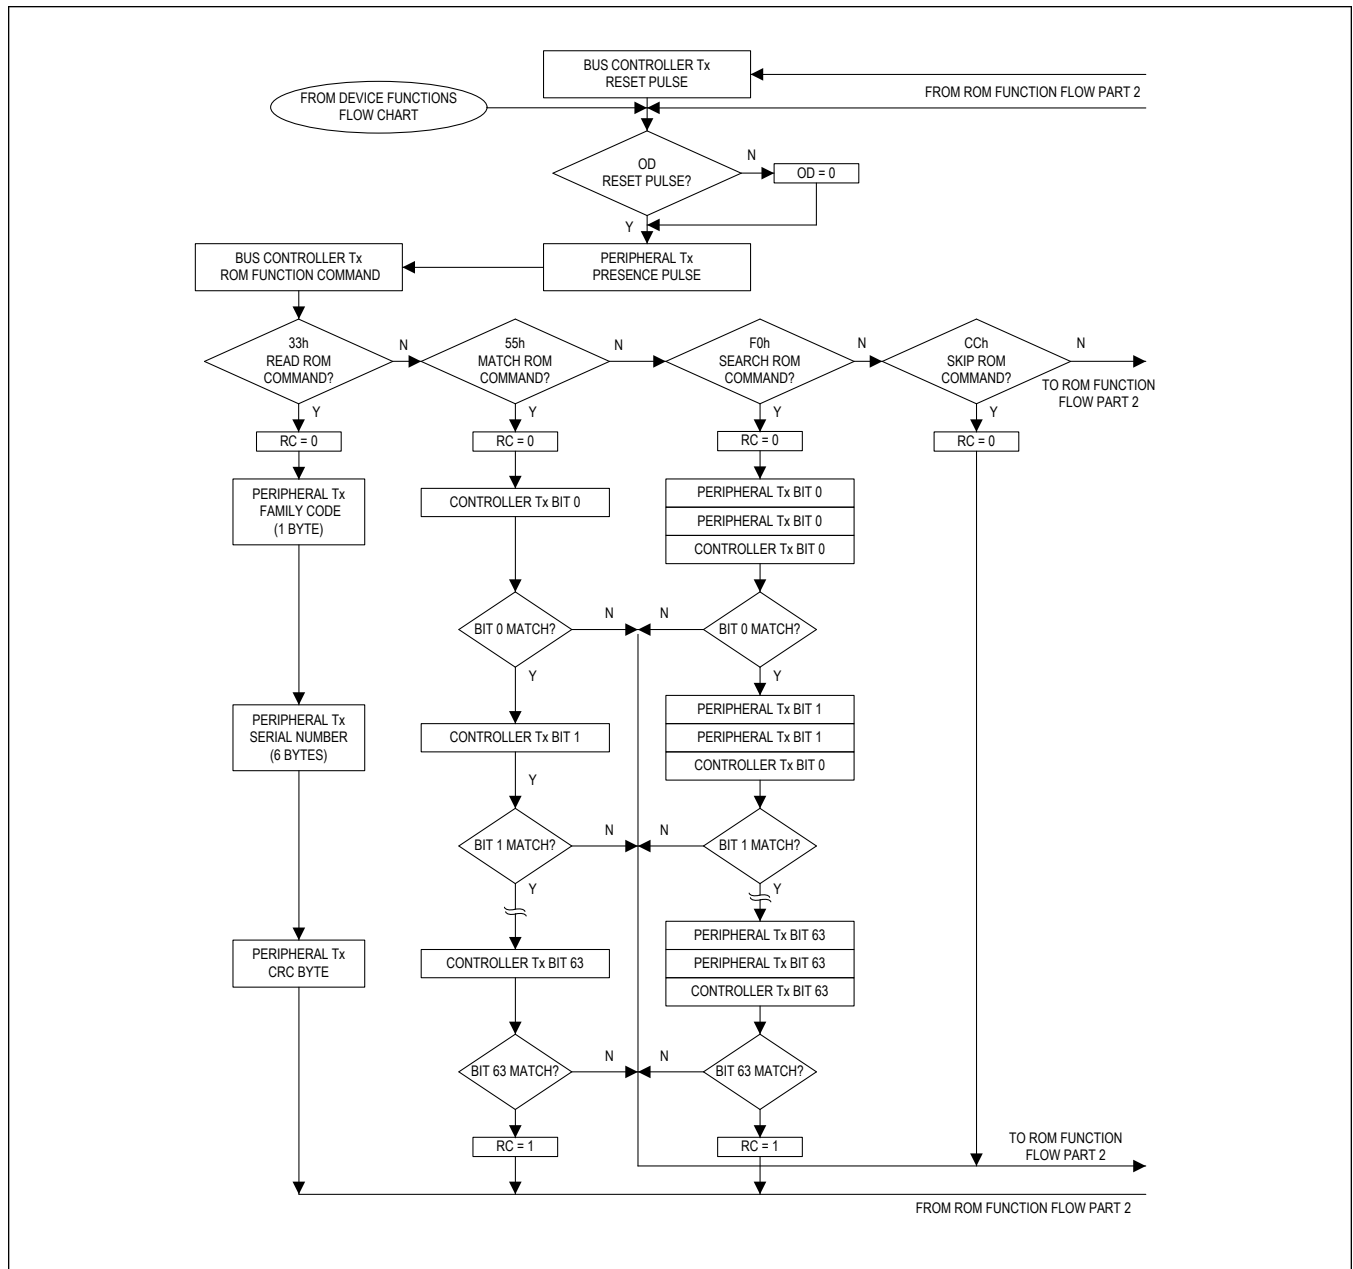 BUS CONTROLLER Tx
RESET PULSE
FROM ROM FUNCTION FLOW PART 2
FROM DEVICE FUNCTIONS
FLOW CHART
OD
RESET PULSE?
N
OD = 0
Y
BUS CONTROLLER Tx
ROM FUNCTION COMMAND
PERIPHERAL Tx
PRESENCE PULSE
33h
READ ROM
COMMAND?
N
55h
MATCH ROM
COMMAND?
N
F0h
SEARCH ROM
COMMAND?
N
CCh
SKIP ROM
COMMAND?
N
TO ROM FUNCTION
FLOW PART 2
Y
Y
Y
Y
RC = 0
RC = 0
RC = 0
RC = 0
PERIPHERAL Tx
FAMILY CODE
(1 BYTE)
CONTROLLER Tx BIT 0
PERIPHERAL Tx BIT 0
PERIPHERAL Tx BIT 0
CONTROLLER Tx BIT 0
BIT 0 MATCH?
N
N
BIT 0 MATCH?
Y
Y
PERIPHERAL Tx
SERIAL NUMBER
(6 BYTES)
CONTROLLER Tx BIT 1
PERIPHERAL Tx BIT 1
PERIPHERAL Tx BIT 1
CONTROLLER Tx BIT 0
Y
BIT 1 MATCH?
N
N
BIT 1 MATCH?
Y
Y
PERIPHERAL Tx
CRC BYTE
CONTROLLER Tx BIT 63
PERIPHERAL Tx BIT 63
PERIPHERAL Tx BIT 63
CONTROLLER Tx BIT 63
BIT 63 MATCH?
N
N
BIT 63 MATCH?
RC = 1
RC = 1
TO ROM FUNCTION
FLOW PART 2
FROM ROM FUNCTION FLOW PART 2